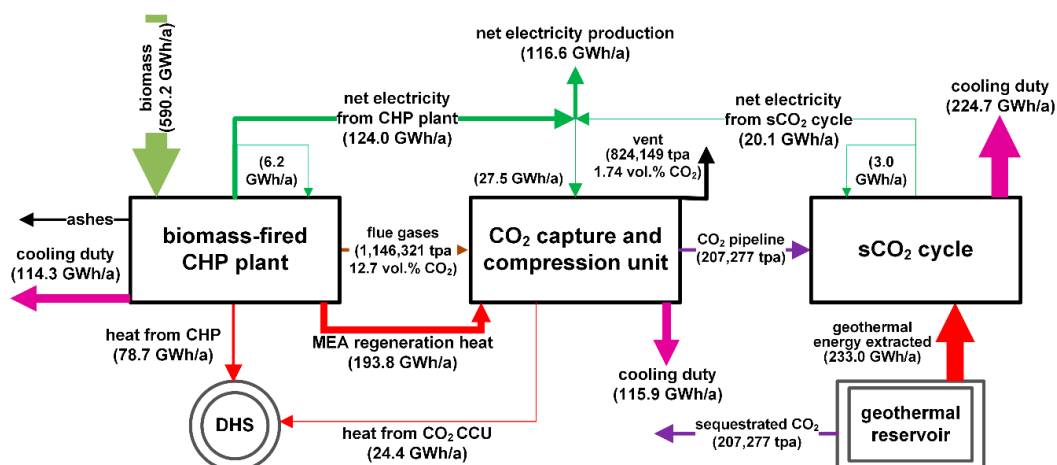 biomass
(590.2 GWh/a)
net electricity production
(116.6 GWh/a)
cooling duty
(224.7 GWh/a)
net electricity
from CHP plant
(124.0 GWh/a)
net electricity
from sCO₂ cycle
(20.1 GWh/a)
vent
(824,149 tpa
1.74 vol.% CO₂)
(6.2
GWh/a)
(27.5 GWh/a)
(3.0
GWh/a)
ashes
biomass-fired
CHP plant
flue gases
(1,146,321 tpa
12.7 vol.% CO₂)
CO₂ capture and
compression unit
CO₂ pipeline
(207,277 tpa)
sCO₂ cycle
cooling duty
(114.3 GWh/a)
heat from CHP
(78.7 GWh/a)
MEA regeneration heat
(193.8 GWh/a)
cooling duty
(115.9 GWh/a)
geothermal
energy extracted
(233.0 GWh/a)
DHS
heat from CO₂ CCU
(24.4 GWh/a)
sequestrated CO₂
(207,277 tpa)
geothermal
reservoir